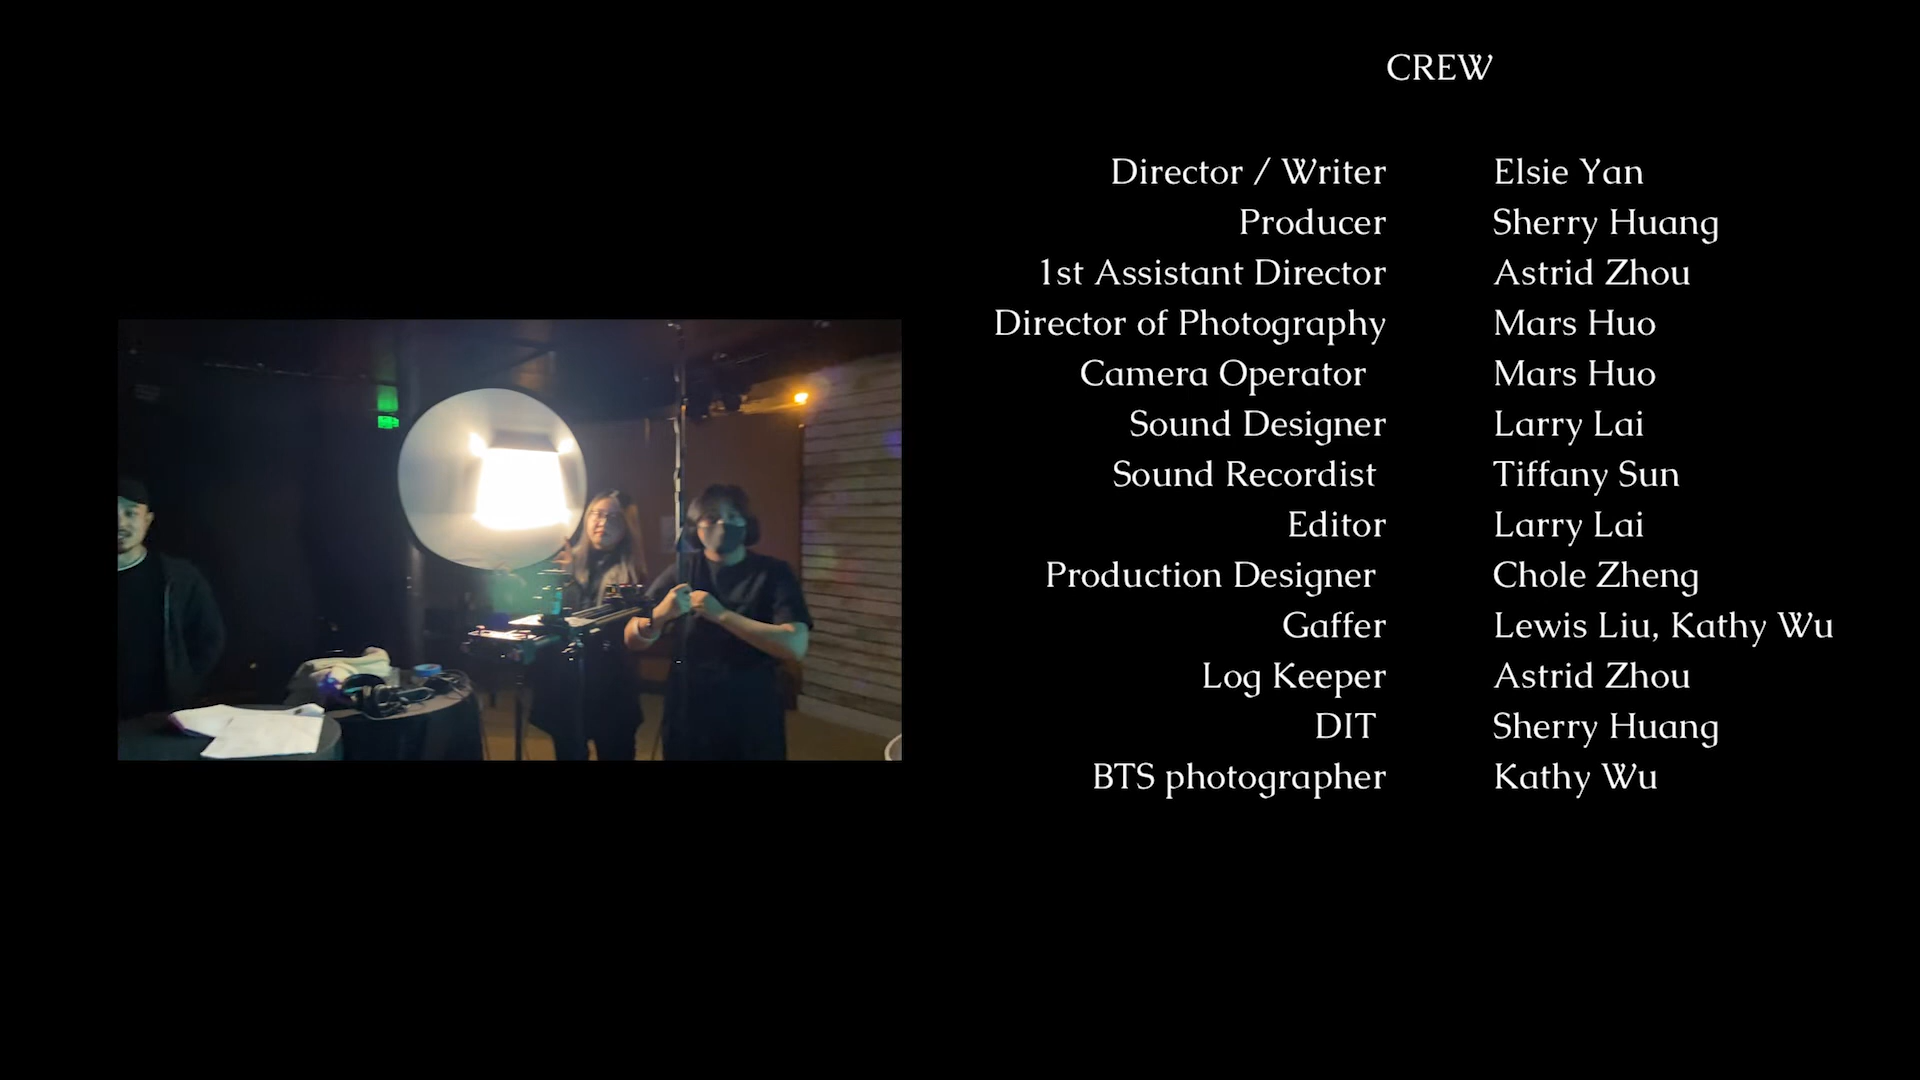 CREW
Director / Writer Elsie Yan
Producer Sherry Huang
1st Assistant Director Astrid Zhou
Director of Photography Mars Huo
Camera Operator Mars Huo
Sound Designer Larry Lai
Sound Recordist Tiffany Sun
Editor Larry Lai
Production Designer Chole Zheng
Gaffer Lewis Liu, Kathy Wu
Log Keeper Astrid Zhou
DIT Sherry Huang
BTS photographer Kathy Wu